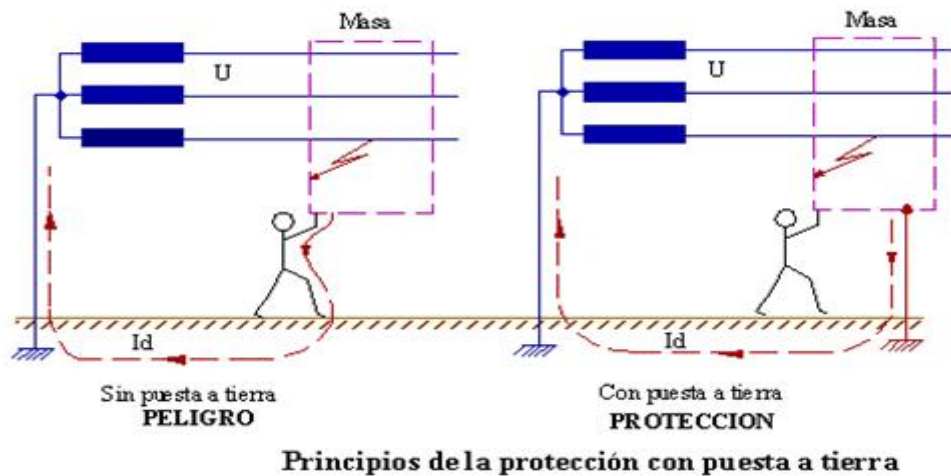 Masa
U
Id
Sin puesta a tierra
PELIGRO
Masa
U
Id
Con puesta a tierra
PROTECCION
Principios de la protección con puesta a tierra